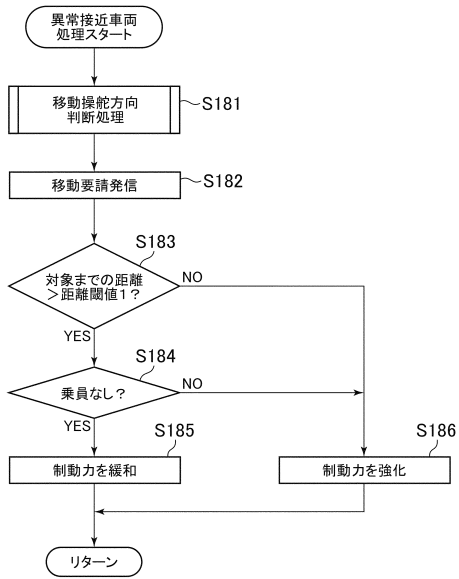 異常接近車両
処理スタート
移動操舵方向
判断処理
S181
移動要請発信
S182
S183
対象までの距離
＞距離閾値１？
NO
YES
S184
乗員なし？
NO
YES
S185
制動力を緩和
S186
制動力を強化
リターン